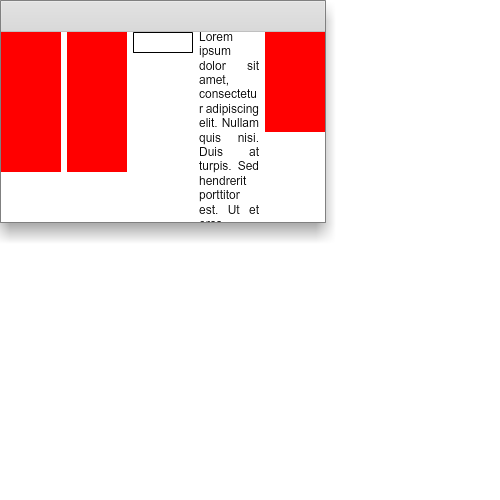 Lorem
ipsum
dolor sit
amet,
consectetu
r adipiscing
elit. Nullam
quis nisi.
Duis at
turpis. Sed
hendrerit
porttitor
est. Ut et